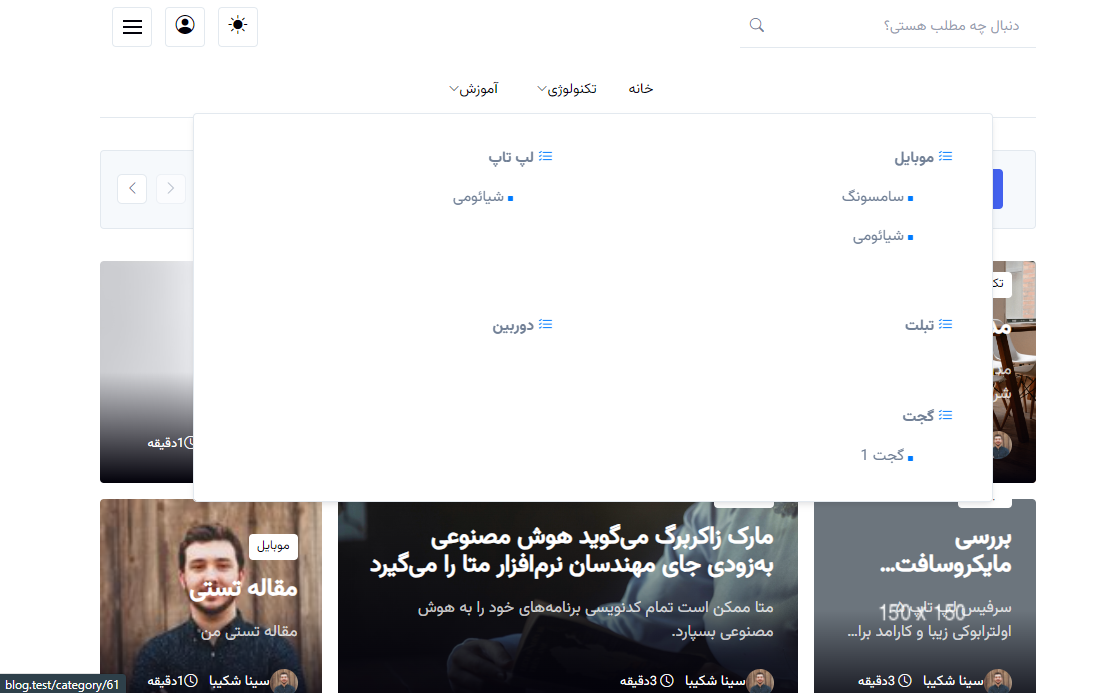 دنبال چه مطلب هستی؟
خانه
تکنولوژی
آموزش
موبایل
سامسونگ
شیائومی
لپ تاپ
شیائومی
تبلت
دوربین
گجت
گجت 1
1دقیقه
بررسی
مایکروسافت...
سرفیس لپ تاپ
اولترابوکی زیبا و کارامد برا...
150 x 150
سینا شکیبا
3دقیقه
مارک زاکربرگ می‌گوید هوش مصنوعی
به‌زودی جای مهندسان نرم‌افزار متا را می‌گیرد
متا ممکن است تمام کدنویسی برنامه‌های خود را به هوش
مصنوعی بسپارد.
سینا شکیبا
3دقیقه
موبایل
مقاله تستی
مقاله تستی من
سینا شکیبا
1دقیقه
blog.test/category/61